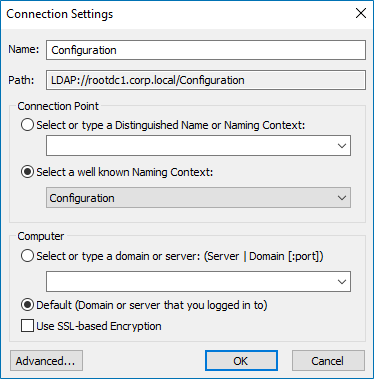 Connection Settings
Name: Configuration
Path: LDAP://rootdc1.corp.local/Configuration
Connection Point
Select or type a Distinguished Name or Naming Context:
Select a well known Naming Context:
Configuration
Computer
Select or type a domain or server: (Server | Domain [:port])
Default (Domain or server that you logged in to)
Use SSL-based Encryption
Advanced... OK Cancel